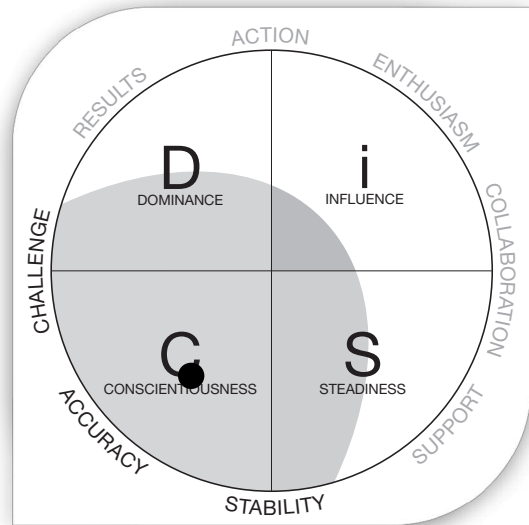 ACTION
RESULTS
ENTHUSIASM
D
DOMINANCE
i
INFLUENCE
CHALLENGE
COLLABORATION
C
CONSCIENTIOUSNESS
S
STEADINESS
ACCURACY
SUPPORT
STABILITY